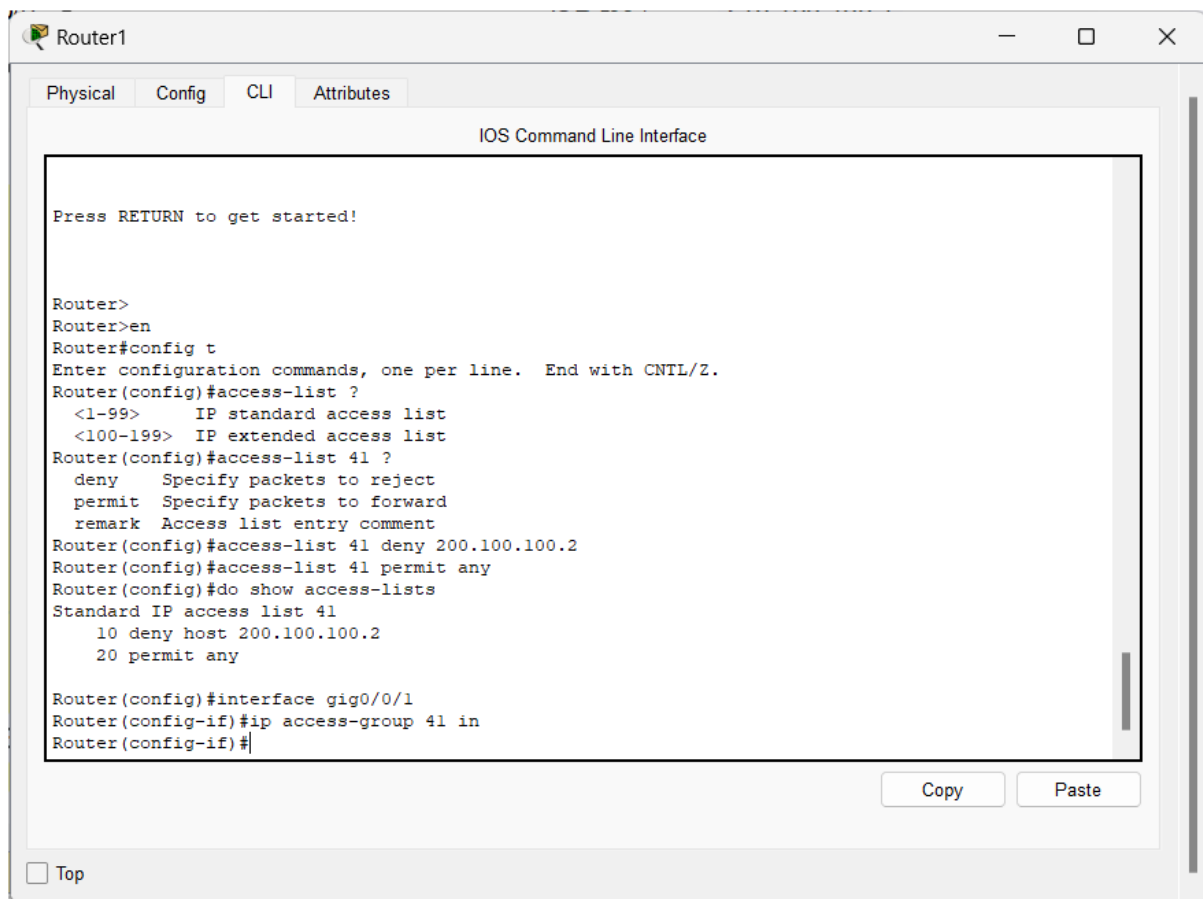 Router1
Physical Config CLI Attributes
IOS Command Line Interface
Press RETURN to get started!
Router>
Router>en
Router#config t
Enter configuration commands, one per line.  End with CNTL/Z.
Router(config)#access-list ?
  <1-99>     IP standard access list
  <100-199>  IP extended access list
Router(config)#access-list 41 ?
  deny    Specify packets to reject
  permit  Specify packets to forward
  remark  Access list entry comment
Router(config)#access-list 41 deny 200.100.100.2
Router(config)#access-list 41 permit any
Router(config)#do show access-lists
Standard IP access list 41
    10 deny host 200.100.100.2
    20 permit any
Router(config)#interface gig0/0/1
Router(config-if)#ip access-group 41 in
Router(config-if)#
Copy Paste
Top